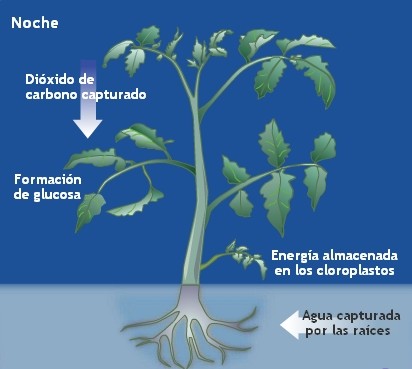 Noche
Dióxido de
carbono capturado
Formación
de glucosa
Energía almacenada
en los cloroplastos
Agua capturada
por las raíces